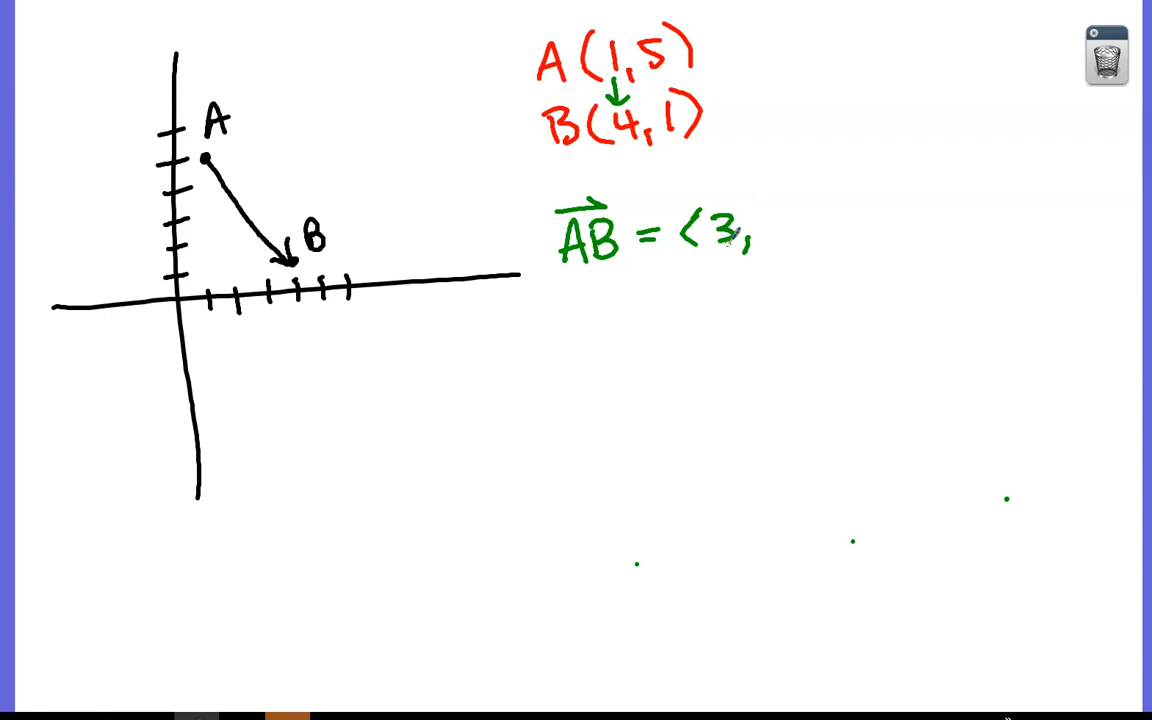 A (1,5)
B (4,1)
A
B
AB = <3,